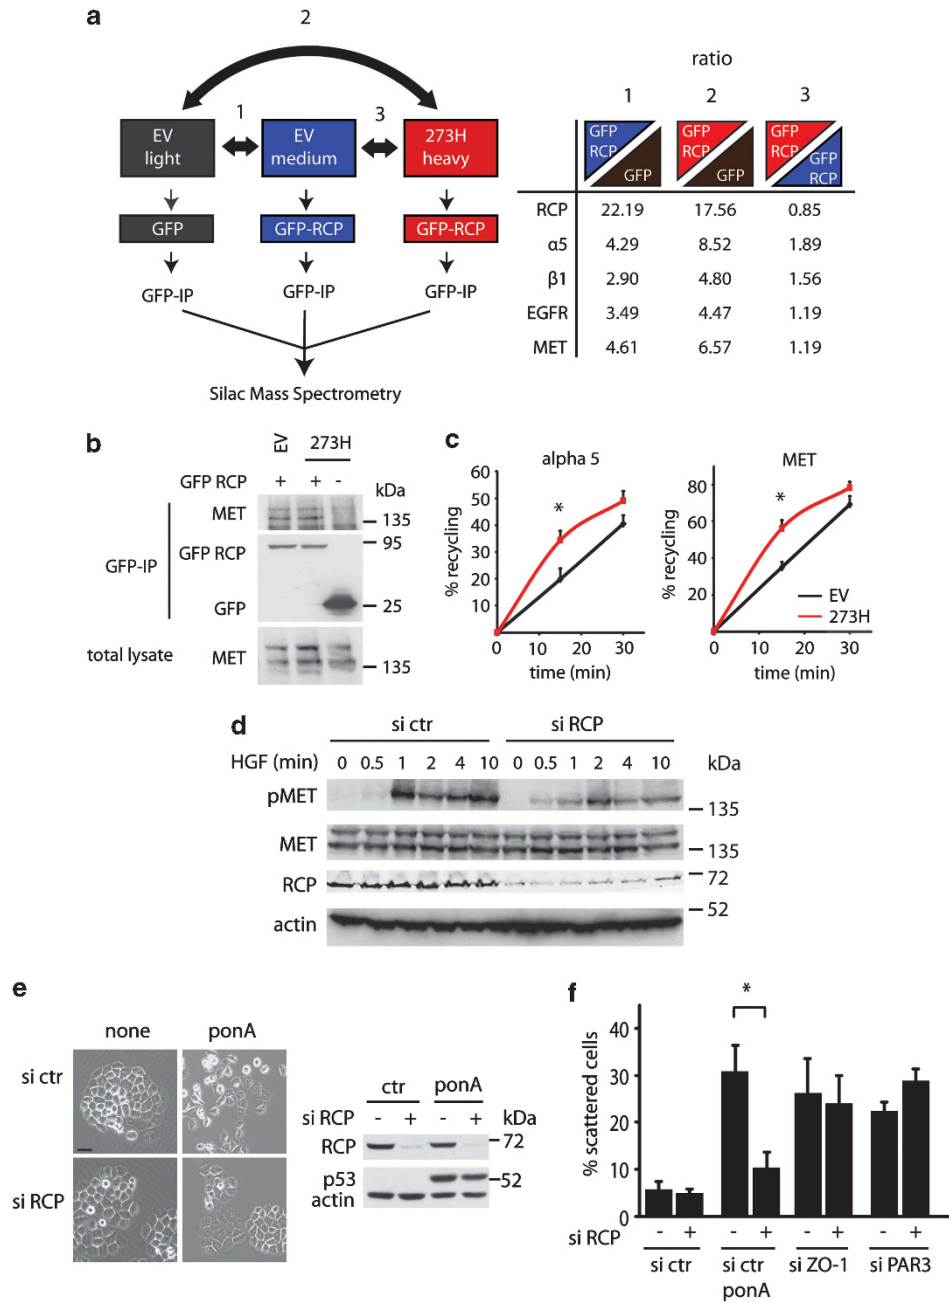 a
2
ratio
1
3
1
2
3
EV
light
EV
medium
273H
heavy
GFP
RCP
GFP
GFP
RCP
GFP
GFP
RCP
GFP
RCP
GFP
GFP-RCP
GFP-RCP
RCP 22.19 17.56 0.85
α5 4.29 8.52 1.89
β1 2.90 4.80 1.56
EGFR 3.49 4.47 1.19
MET 4.61 6.57 1.19
GFP-IP GFP-IP GFP-IP
Silac Mass Spectrometry
b
EV 273H
GFP RCP + + - kDa
GFP-IP
MET 135
GFP RCP 95
GFP 25
total lysate MET 135
c
alpha 5
% recycling
60
50
40
30
20
10
0 10 20 30
time (min)
*
MET
% recycling
80
60
40
20
0 10 20 30
time (min)
*
EV
273H
d
si ctr si RCP
HGF (min) 0 0.5 1 2 4 10 0 0.5 1 2 4 10 kDa
pMET 135
MET 135
RCP 72
52
actin
e
none ponA
si ctr
si RCP
ctr ponA
si RCP - + - + kDa
RCP 72
p53 52
actin
f
% scattered cells
40
30
20
10
0
*
si RCP - + - + - + - +
si ctr si ctr ponA si ZO-1 si PAR3